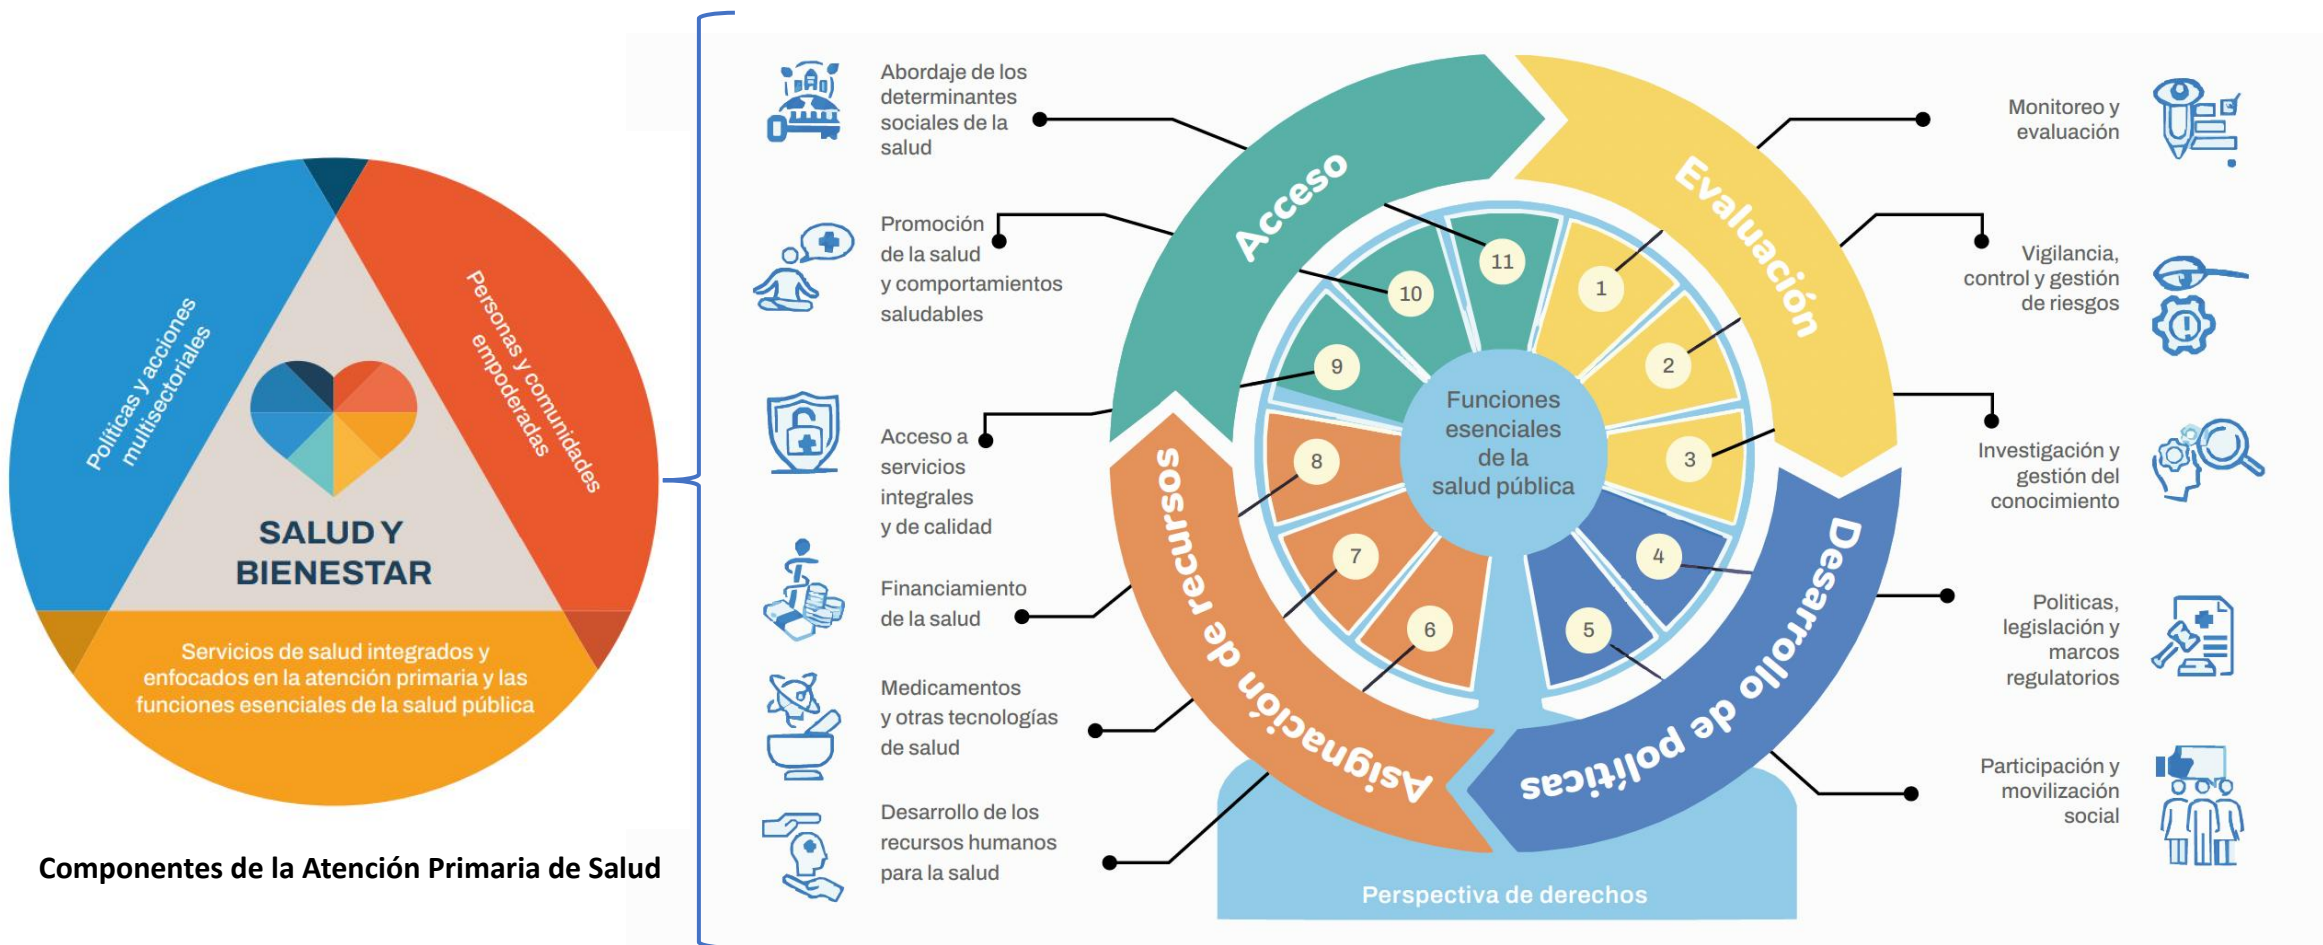 Políticas y acciones
multisectoriales
Personas y comunidades
empoderadas
SALUD Y
BIENESTAR
Servicios de salud integrados y
enfocados en la atención primaria y las
funciones esenciales de la salud pública
Componentes de la Atención Primaria de Salud
Abordaje de los
determinantes
sociales de la
salud
Promoción
de la salud
y comportamientos
saludables
Acceso a
servicios
integrales
y de calidad
Financiamiento
de la salud
Medicamentos
y otras tecnologías
de salud
Desarrollo de los
recursos humanos
para la salud
Acceso
Evaluación
Desarrollo de políticas
Asignación de recursos
11
1
2
3
4
5
6
7
8
9
10
Funciones
esenciales
de la
salud pública
Perspectiva de derechos
Monitoreo y
evaluación
Vigilancia,
control y gestión
de riesgos
Investigación y
gestión del
conocimiento
Politicas,
legislación y
marcos
regulatorios
Participación y
movilización
social